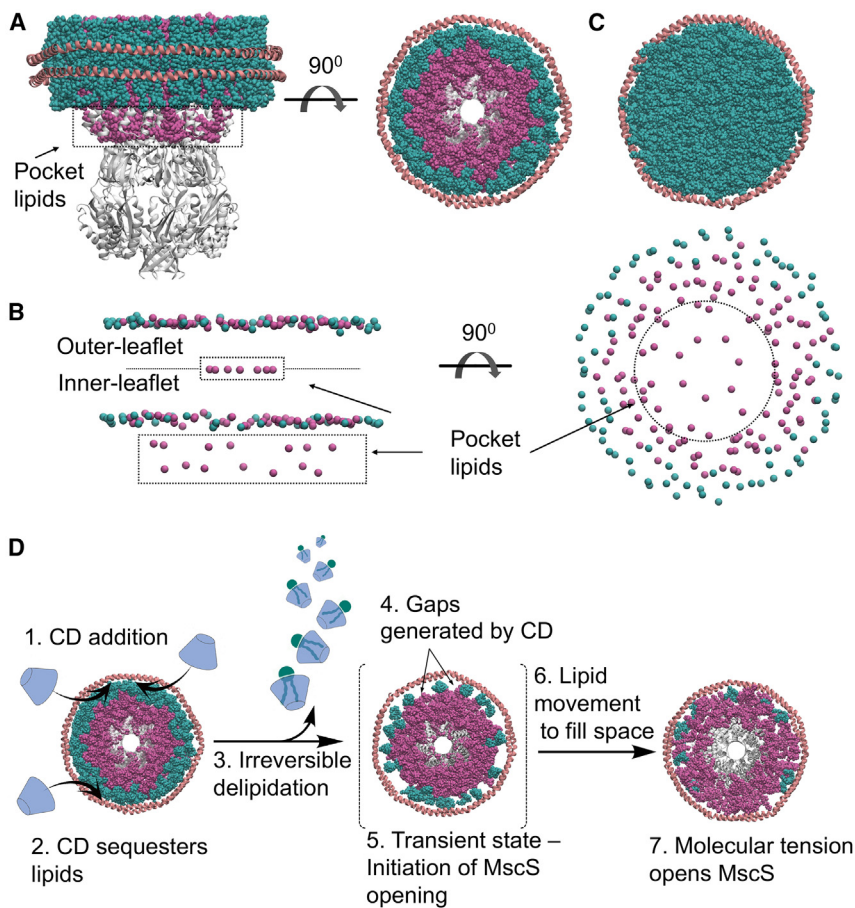 A
90⁰
C
Pocket
lipids
B
Outer-leaflet
Inner-leaflet
90⁰
Pocket
lipids
D
1. CD addition
2. CD sequesters
lipids
3. Irreversible
delipidation
4. Gaps
generated by CD
5. Transient state –
Initiation of MscS
opening
6. Lipid
movement
to fill space
7. Molecular tension
opens MscS